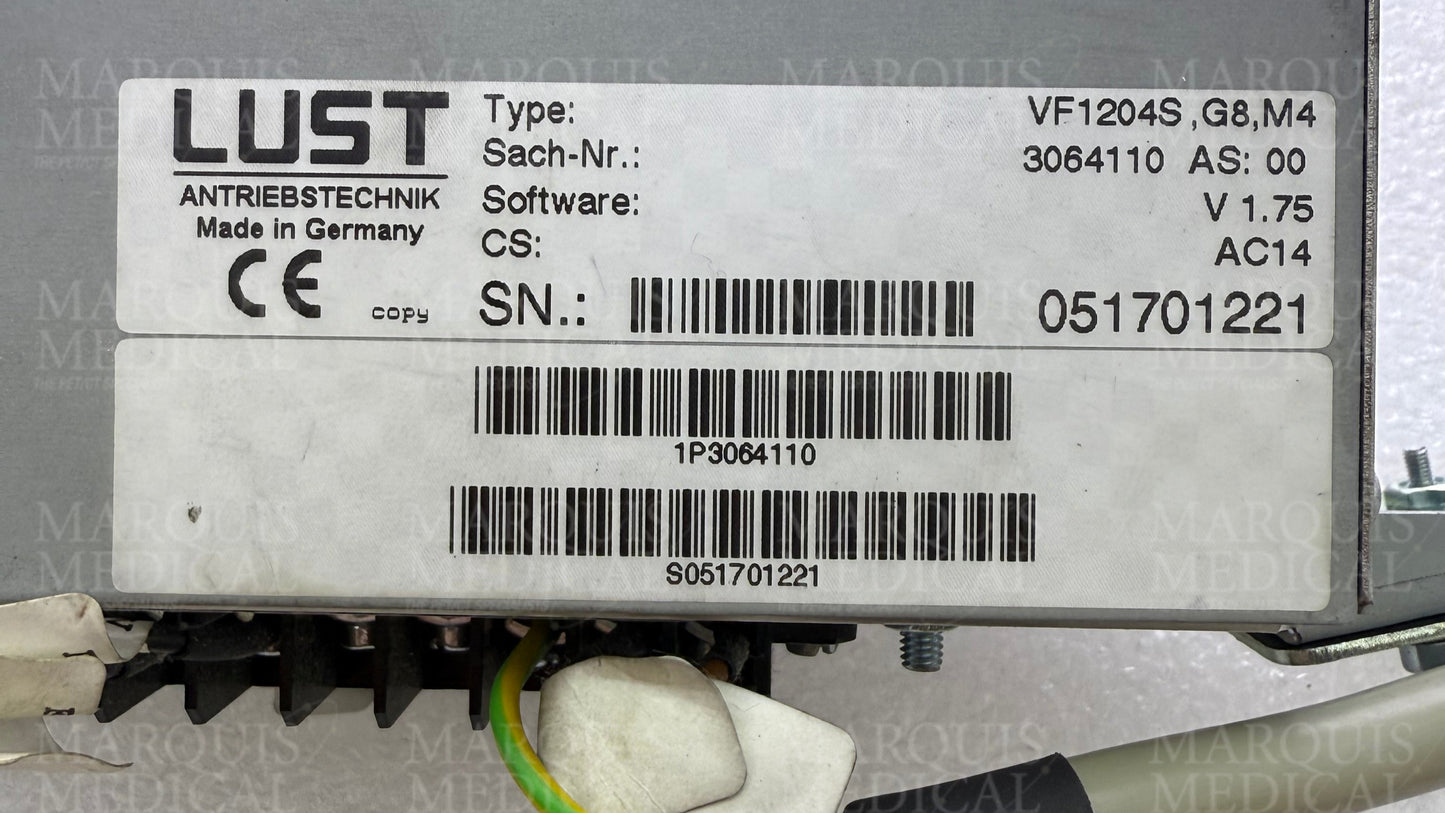 LUST
ANTRIEBSTECHNIK
Made in Germany
CE
copy
Type: VF1204S,G8,M4
Sach-Nr.: 3064110 AS: 00
Software: V 1.75
CS: AC14
SN.: 051701221
1P3064110
S051701221
MARQUIS
MEDICAL